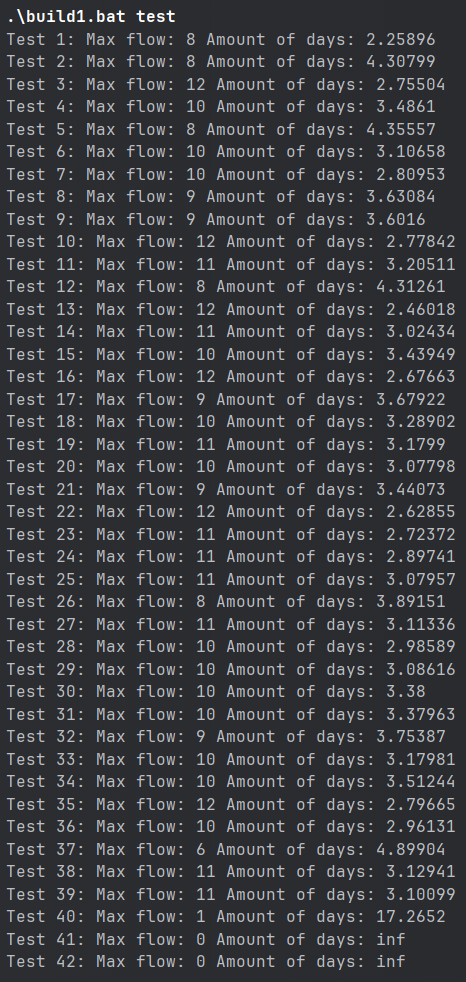 .\build1.bat test
Test 1: Max flow: 8 Amount of days: 2.25896
Test 2: Max flow: 8 Amount of days: 4.30799
Test 3: Max flow: 12 Amount of days: 2.75504
Test 4: Max flow: 10 Amount of days: 3.4861
Test 5: Max flow: 8 Amount of days: 4.35557
Test 6: Max flow: 10 Amount of days: 3.10658
Test 7: Max flow: 10 Amount of days: 2.80953
Test 8: Max flow: 9 Amount of days: 3.63084
Test 9: Max flow: 9 Amount of days: 3.6016
Test 10: Max flow: 12 Amount of days: 2.77842
Test 11: Max flow: 11 Amount of days: 3.20511
Test 12: Max flow: 8 Amount of days: 4.31261
Test 13: Max flow: 12 Amount of days: 2.46018
Test 14: Max flow: 11 Amount of days: 3.02434
Test 15: Max flow: 10 Amount of days: 3.43949
Test 16: Max flow: 12 Amount of days: 2.67663
Test 17: Max flow: 9 Amount of days: 3.67922
Test 18: Max flow: 10 Amount of days: 3.28902
Test 19: Max flow: 11 Amount of days: 3.1799
Test 20: Max flow: 10 Amount of days: 3.07798
Test 21: Max flow: 9 Amount of days: 3.44073
Test 22: Max flow: 12 Amount of days: 2.62855
Test 23: Max flow: 11 Amount of days: 2.72372
Test 24: Max flow: 11 Amount of days: 2.89741
Test 25: Max flow: 11 Amount of days: 3.07957
Test 26: Max flow: 8 Amount of days: 3.89151
Test 27: Max flow: 11 Amount of days: 3.11336
Test 28: Max flow: 10 Amount of days: 2.98589
Test 29: Max flow: 10 Amount of days: 3.08616
Test 30: Max flow: 10 Amount of days: 3.38
Test 31: Max flow: 10 Amount of days: 3.37963
Test 32: Max flow: 9 Amount of days: 3.75387
Test 33: Max flow: 10 Amount of days: 3.17981
Test 34: Max flow: 10 Amount of days: 3.51244
Test 35: Max flow: 12 Amount of days: 2.79665
Test 36: Max flow: 10 Amount of days: 2.96131
Test 37: Max flow: 6 Amount of days: 4.89904
Test 38: Max flow: 11 Amount of days: 3.12941
Test 39: Max flow: 11 Amount of days: 3.10099
Test 40: Max flow: 1 Amount of days: 17.2652
Test 41: Max flow: 0 Amount of days: inf
Test 42: Max flow: 0 Amount of days: inf